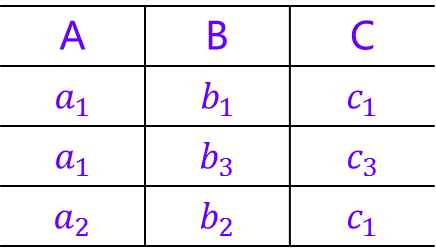 A B C
a₁ b₁ c₁
a₁ b₃ c₃
a₂ b₂ c₁